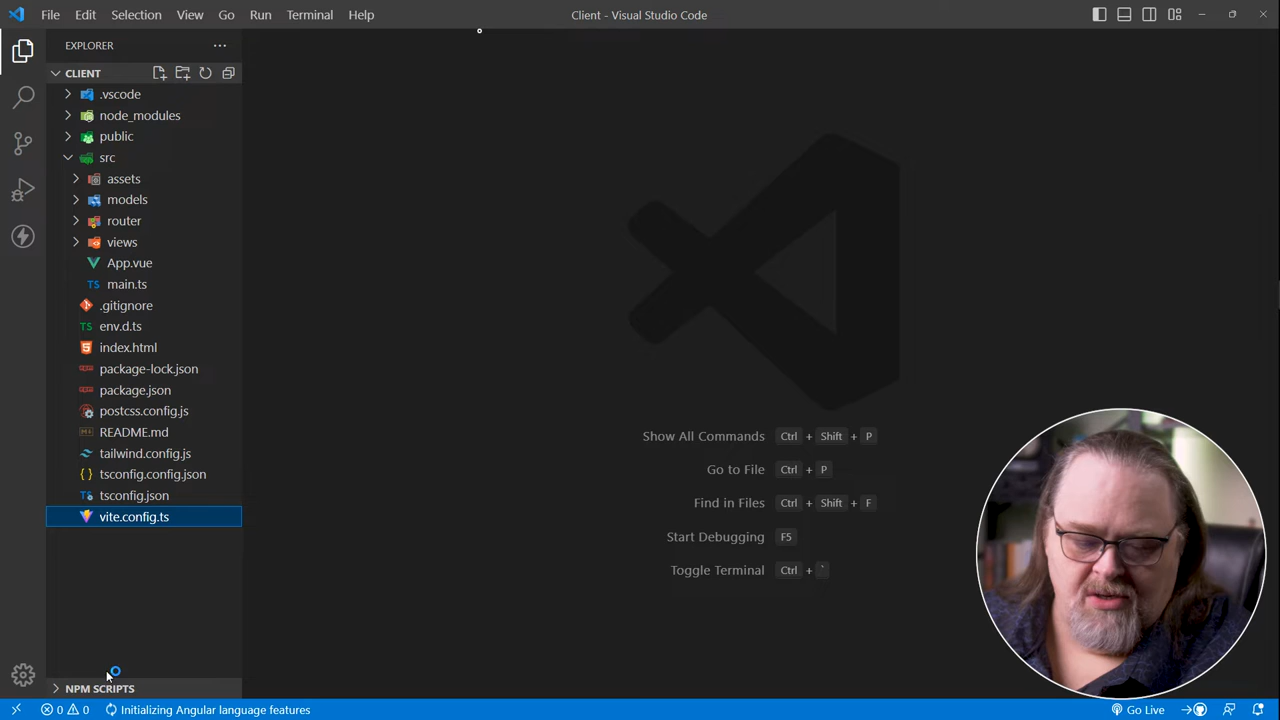 File Edit Selection View Go Run Terminal Help
Client - Visual Studio Code
EXPLORER
CLIENT
.vscode
node_modules
public
src
assets
models
router
views
App.vue
TS main.ts
.gitignore
TS env.d.ts
index.html
package-lock.json
package.json
postcss.config.js
README.md
tailwind.config.js
{ } tsconfig.config.json
TS tsconfig.json
vite.config.ts
Show All Commands Ctrl + Shift + P
Go to File Ctrl + P
Find in Files Ctrl + Shift + F
Start Debugging F5
Toggle Terminal Ctrl + `
NPM SCRIPTS
0 0 Initializing Angular language features
Go Live